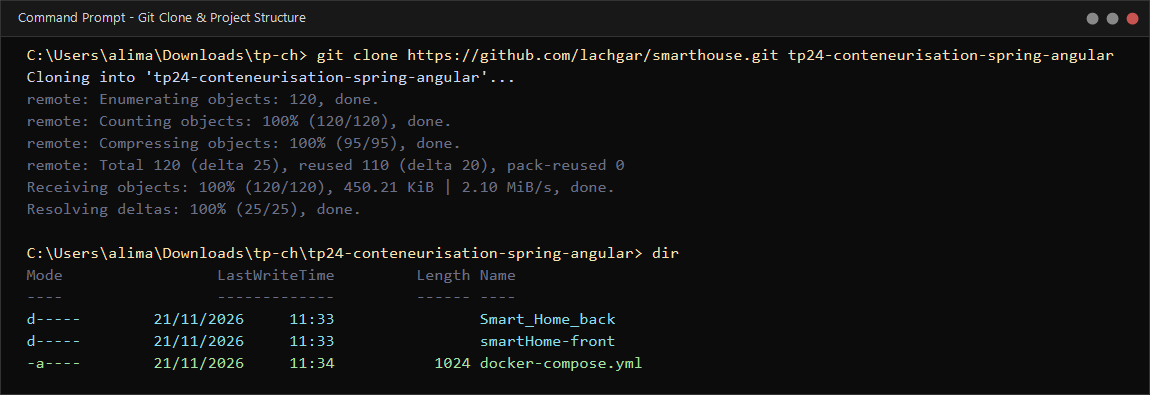 Command Prompt - Git Clone & Project Structure
C:\Users\alima\Downloads\tp-ch> git clone https://github.com/lachgar/smarthouse.git tp24-conteneurisation-spring-angular
Cloning into 'tp24-conteneurisation-spring-angular'...
remote: Enumerating objects: 120, done.
remote: Counting objects: 100% (120/120), done.
remote: Compressing objects: 100% (95/95), done.
remote: Total 120 (delta 25), reused 110 (delta 20), pack-reused 0
Receiving objects: 100% (120/120), 450.21 KiB | 2.10 MiB/s, done.
Resolving deltas: 100% (25/25), done.
C:\Users\alima\Downloads\tp-ch\tp24-conteneurisation-spring-angular> dir
Mode                 LastWriteTime         Length Name
----                 -------------         ------ ----
d-----        21/11/2026     11:33                Smart_Home_back
d-----        21/11/2026     11:33                smartHome-front
-a----        21/11/2026     11:34           1024 docker-compose.yml